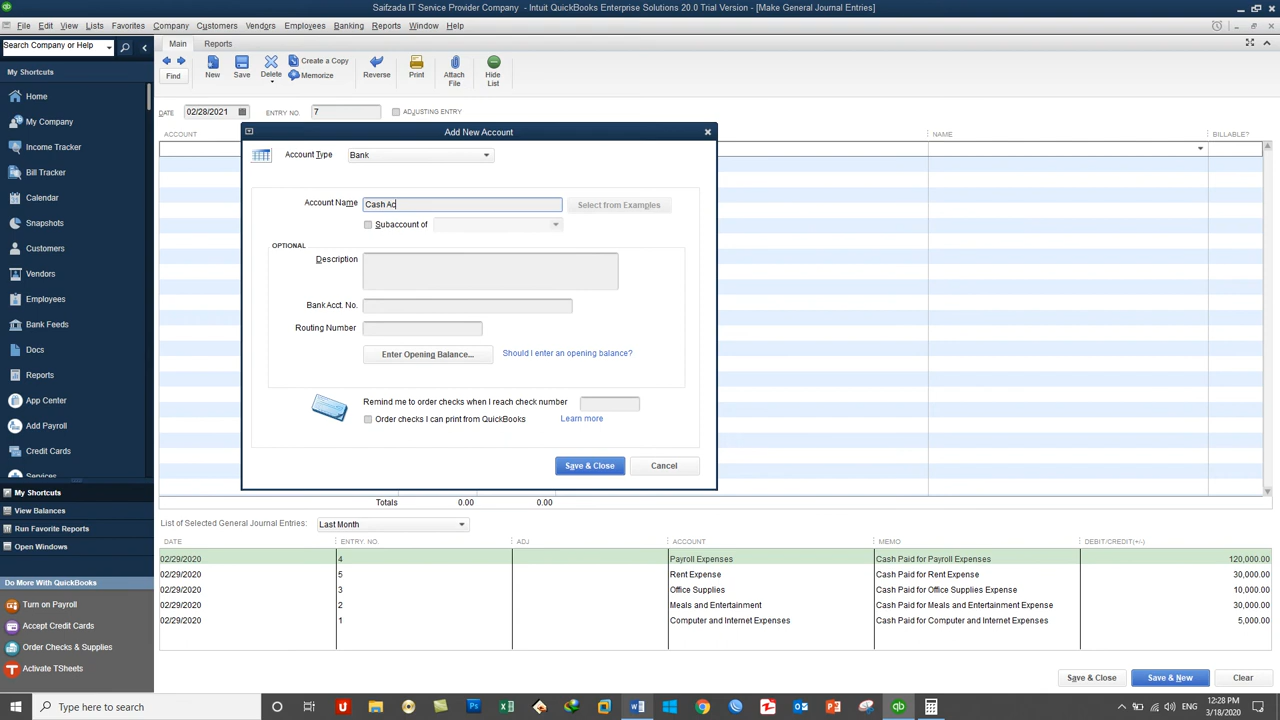 Saifzada IT Service Provider Company - Intuit QuickBooks Enterprise Solutions 20.0 Trial Version - [Make General Journal Entries]
File Edit View Lists Favorites Company Customers Vendors Employees Banking Reports Window Help
Search Company or Help
My Shortcuts
Home
My Company
Income Tracker
Bill Tracker
Calendar
Snapshots
Customers
Vendors
Employees
Bank Feeds
Docs
Reports
App Center
Add Payroll
Credit Cards
Services
My Shortcuts
View Balances
Run Favorite Reports
Open Windows
Do More With QuickBooks
Turn on Payroll
Accept Credit Cards
Order Checks & Supplies
Activate TSheets
Main Reports
Find New Save Delete Create a Copy Memorize Reverse Print Attach File Hide List
DATE 02/28/2021 ENTRY NO. 7 ADJUSTING ENTRY
ACCOUNT NAME BILLABLE?
Add New Account
Account Type Bank
Account Name Cash Ac Select from Examples
Subaccount of
OPTIONAL
Description
Bank Acct. No.
Routing Number
Enter Opening Balance... Should I enter an opening balance?
Remind me to order checks when I reach check number
Order checks I can print from QuickBooks Learn more
Save & Close Cancel
Totals 0.00 0.00
List of Selected General Journal Entries: Last Month
DATE ENTRY. NO. ADJ ACCOUNT MEMO DEBIT/CREDIT(+/-)
02/29/2020 4 Payroll Expenses Cash Paid for Payroll Expenses 120,000.00
02/29/2020 5 Rent Expense Cash Paid for Rent Expense 30,000.00
02/29/2020 3 Office Supplies Cash Paid for Office Supplies Expense 10,000.00
02/29/2020 2 Meals and Entertainment Cash Paid for Meals and Entertainment Expense 30,000.00
02/29/2020 1 Computer and Internet Expenses Cash Paid for Computer and Internet Expenses 5,000.00
Save & Close Save & New Clear
Type here to search
12:28 PM
3/18/2020